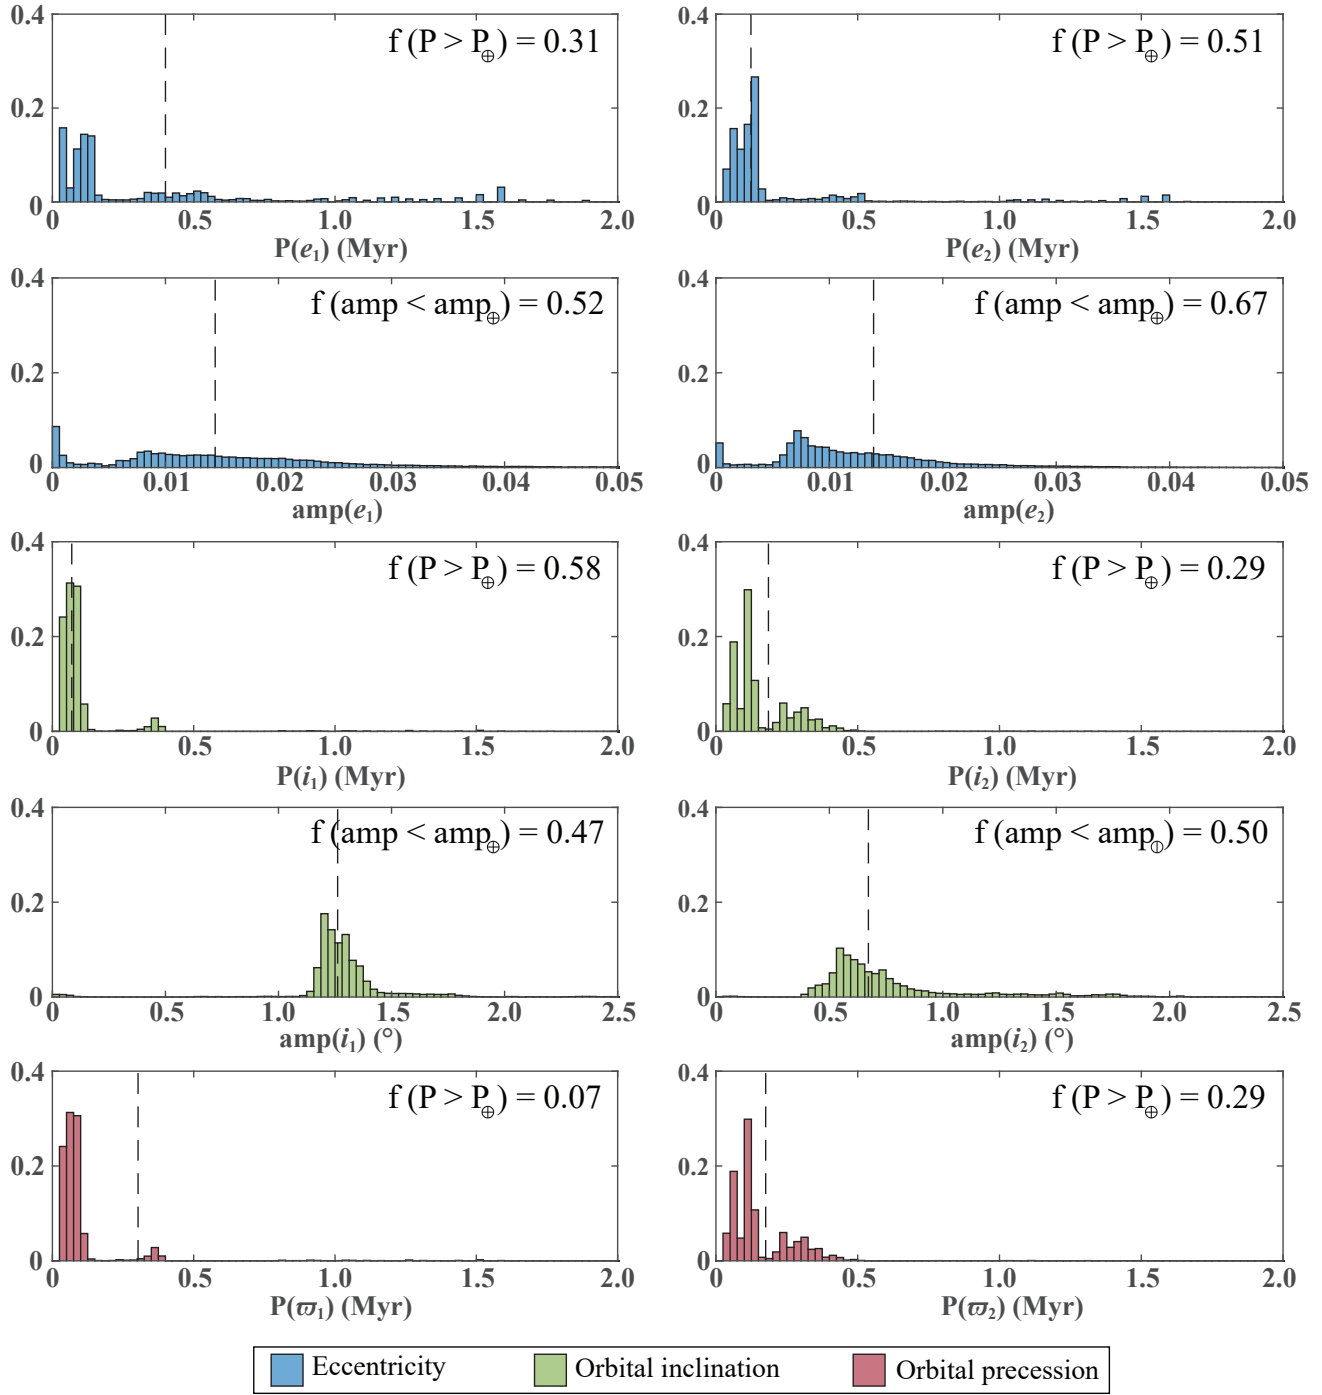 f (P > P⊕) = 0.31
0.4
0.2
0
0 0.5 1.0 1.5 2.0
P(e₁) (Myr)
f (P > P⊕) = 0.51
0.4
0.2
0
0 0.5 1.0 1.5 2.0
P(e₂) (Myr)
f (amp < amp⊕) = 0.52
0.4
0.2
0
0 0.01 0.02 0.03 0.04 0.05
amp(e₁)
f (amp < amp⊕) = 0.67
0.4
0.2
0
0 0.01 0.02 0.03 0.04 0.05
amp(e₂)
f (P > P⊕) = 0.58
0.4
0.2
0
0 0.5 1.0 1.5 2.0
P(i₁) (Myr)
f (P > P⊕) = 0.29
0.4
0.2
0
0 0.5 1.0 1.5 2.0
P(i₂) (Myr)
f (amp < amp⊕) = 0.47
0.4
0.2
0
0 0.5 1.0 1.5 2.0 2.5
amp(i₁) (°)
f (amp < amp⊕) = 0.50
0.4
0.2
0
0.5 1.0 1.5 2.0 2.5
amp(i₂) (°)
f (P > P⊕) = 0.07
0.4
0.2
0
0 0.5 1.0 1.5 2.0
P(ϖ₁) (Myr)
f (P > P⊕) = 0.29
0.4
0.2
0
0 0.5 1.0 1.5 2.0
P(ϖ₂) (Myr)
Eccentricity Orbital inclination Orbital precession